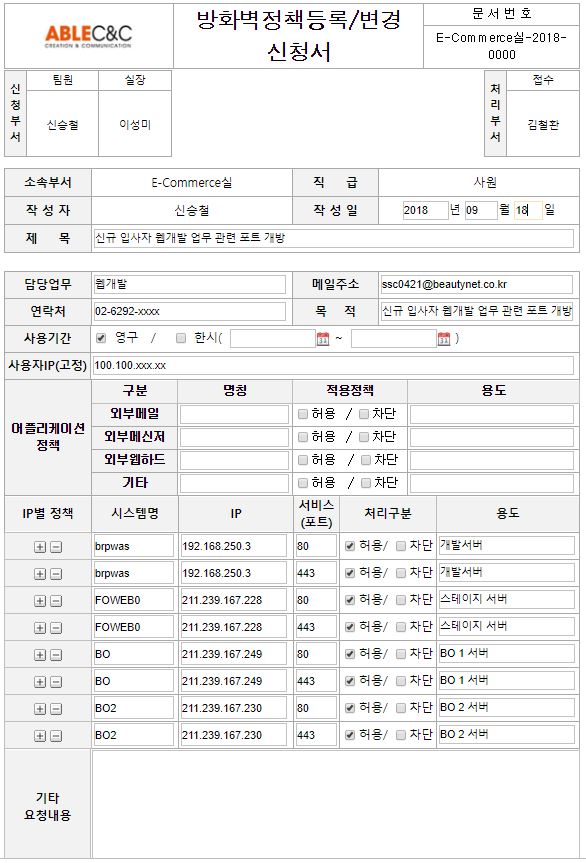 ABLEC&C
CREATION & COMMUNICATION
방화벽정책등록/변경
신청서
문 서 번 호
E-Commerce실-2018-
0000
신청부서
팀원
실장
신승철
이성미
처리부서
접수
김철환
소속부서 E-Commerce실 직 급 사원
작 성 자 신승철 작 성 일 2018 년 09 월 18 일
제 목 신규 입사자 웹개발 업무 관련 포트 개방
담당업무 웹개발 메일주소 ssc0421@beautynet.co.kr
연락처 02-6292-xxxx 목 적 신규 입사자 웹개발 업무 관련 포트 개방
사용기간 영구 / 한시( ~ )
사용자IP(고정) 100.100.xxx.xx
어플리케이션
정책
구분 명칭 적용정책 용도
외부메일 허용 / 차단
외부메신저 허용 / 차단
외부웹하드 허용 / 차단
기타 허용 / 차단
IP별 정책 시스템명 IP 서비스
(포트) 처리구분 용도
brpwas 192.168.250.3 80 허용/ 차단 개발서버
brpwas 192.168.250.3 443 허용/ 차단 개발서버
FOWEB0 211.239.167.228 80 허용/ 차단 스테이지 서버
FOWEB0 211.239.167.228 443 허용/ 차단 스테이지 서버
BO 211.239.167.249 80 허용/ 차단 BO 1 서버
BO 211.239.167.249 443 허용/ 차단 BO 1 서버
BO2 211.239.167.230 80 허용/ 차단 BO 2 서버
BO2 211.239.167.230 443 허용/ 차단 BO 2 서버
기타
요청내용